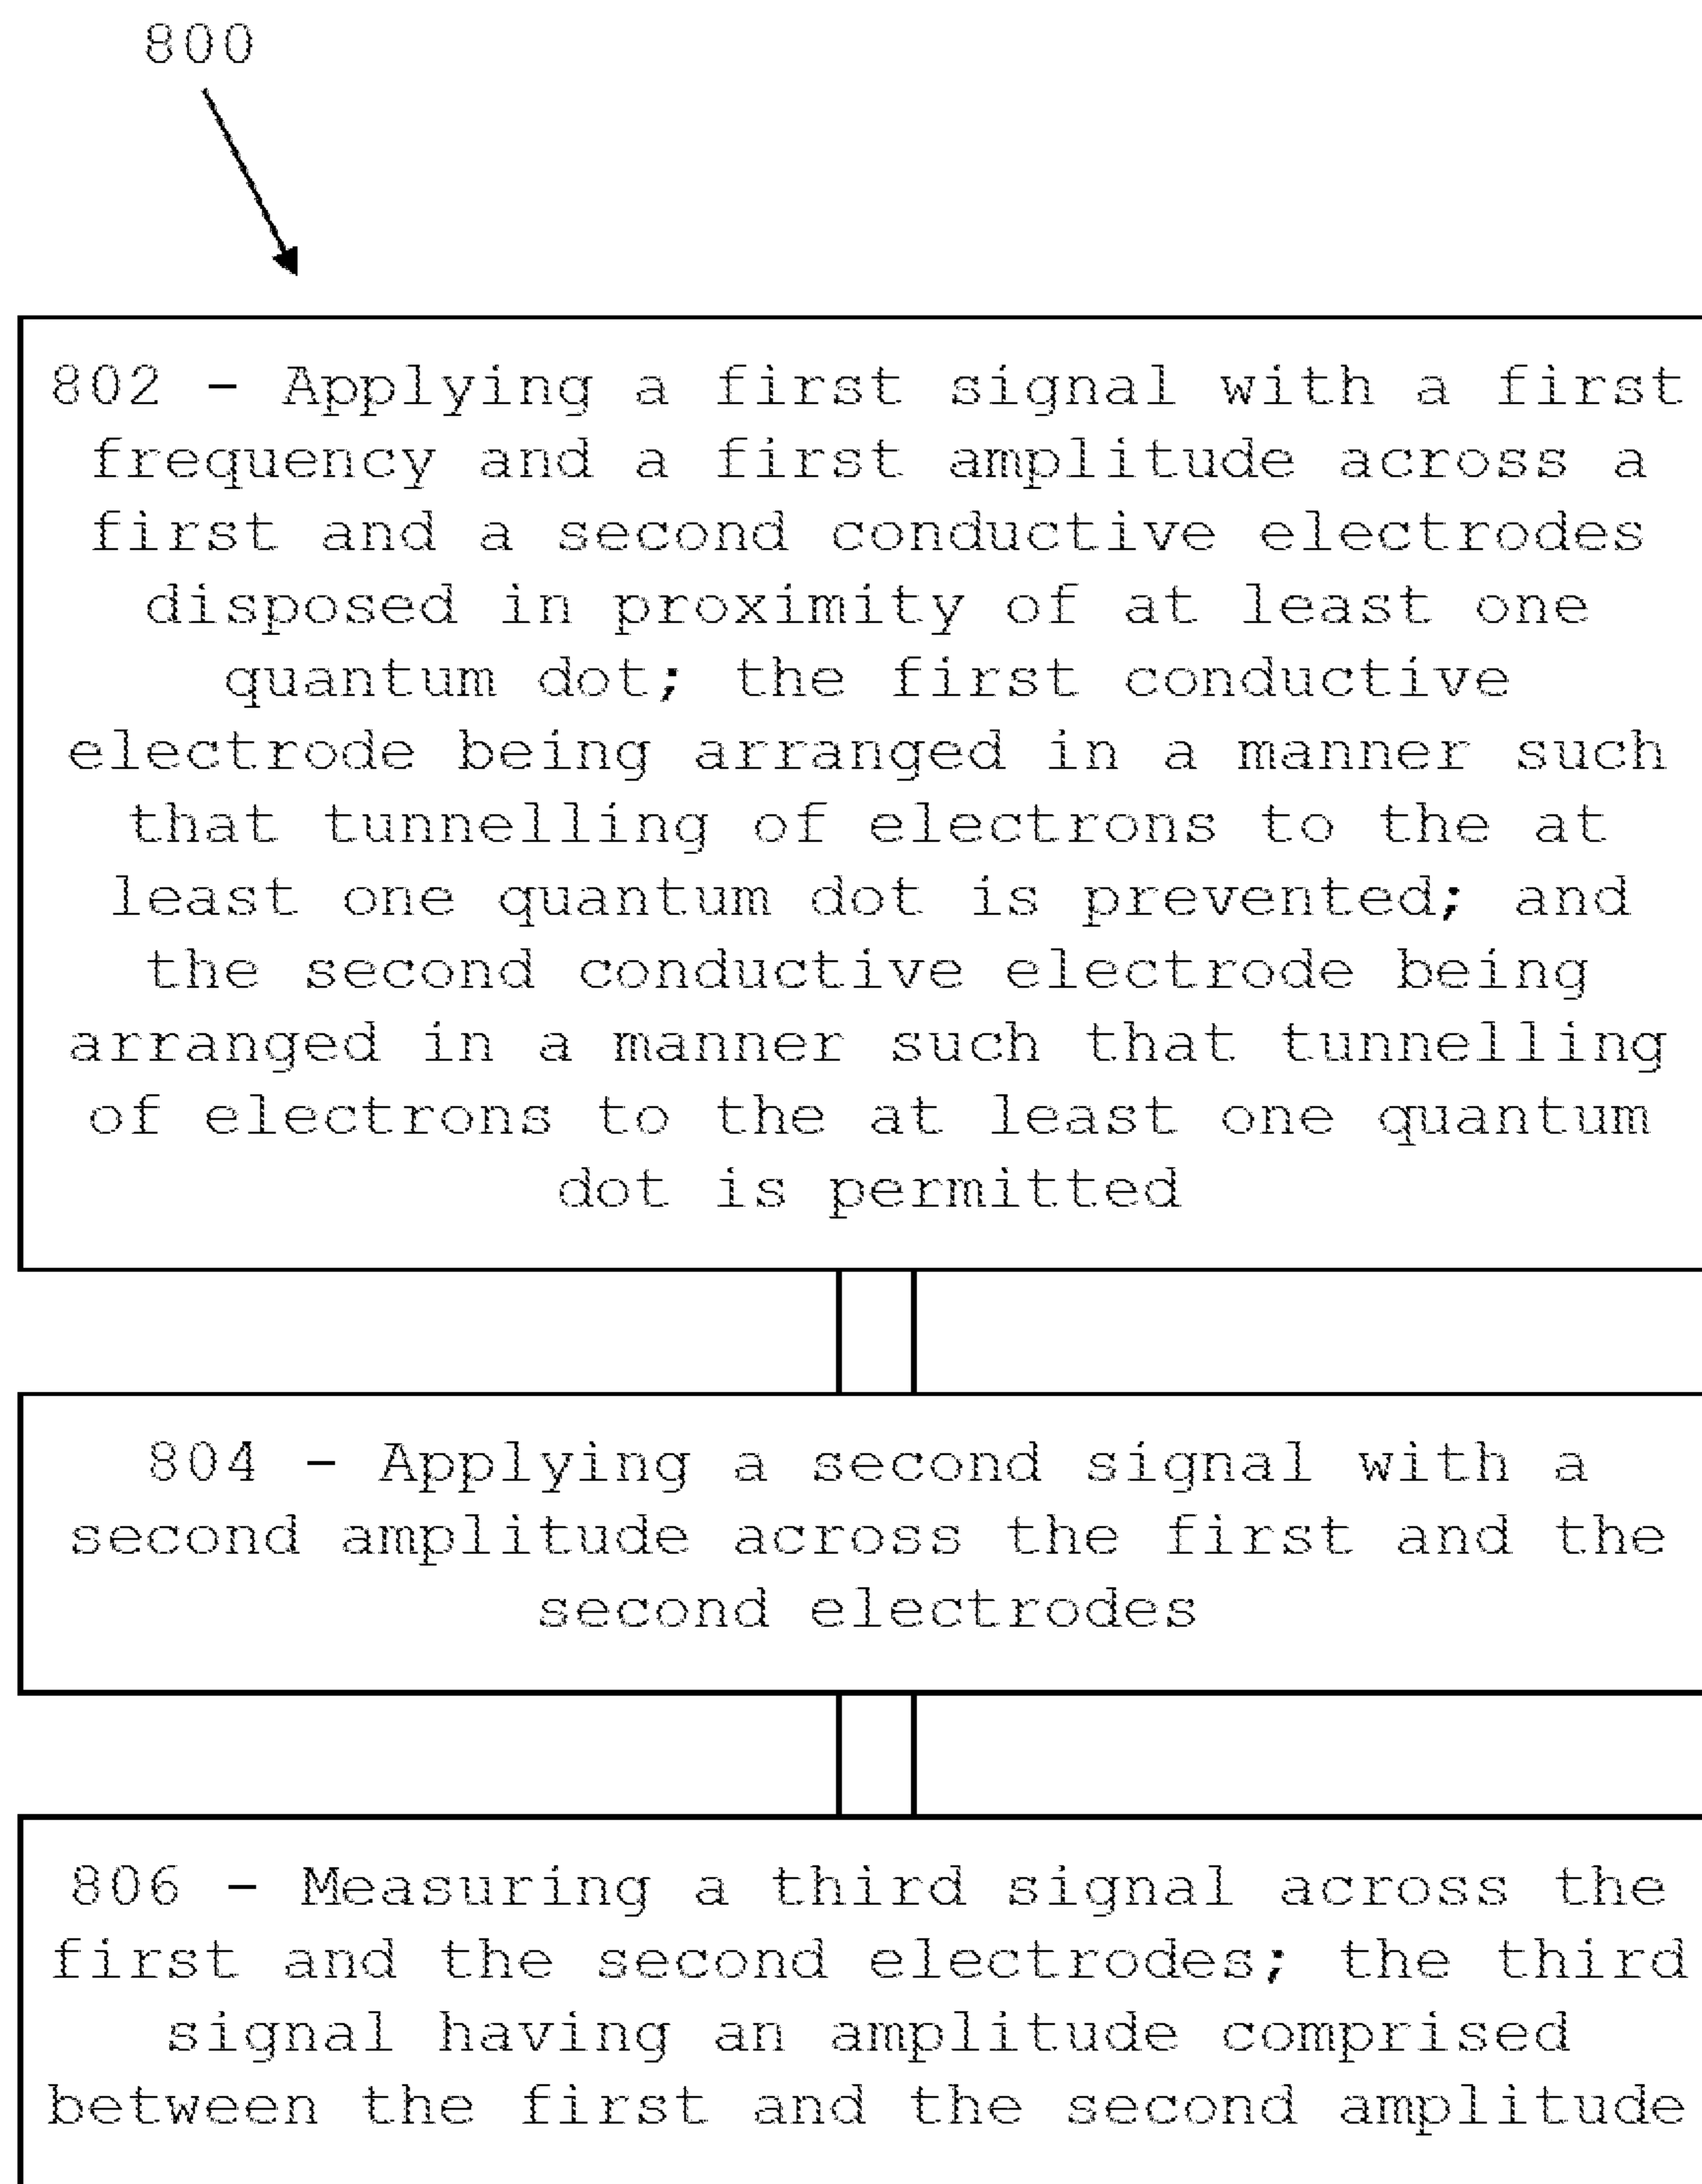 800
802 - Applying a first signal with a first
frequency and a first amplitude across a
first and a second conductive electrodes
disposed in proximity of at least one
quantum dot; the first conductive
electrode being arranged in a manner such
that tunnelling of electrons to the at
least one quantum dot is prevented; and
the second conductive electrode being
arranged in a manner such that tunnelling
of electrons to the at least one quantum
dot is permitted
804 - Applying a second signal with a
second amplitude across the first and the
second electrodes
806 - Measuring a third signal across the
first and the second electrodes; the third
signal having an amplitude comprised
between the first and the second amplitude